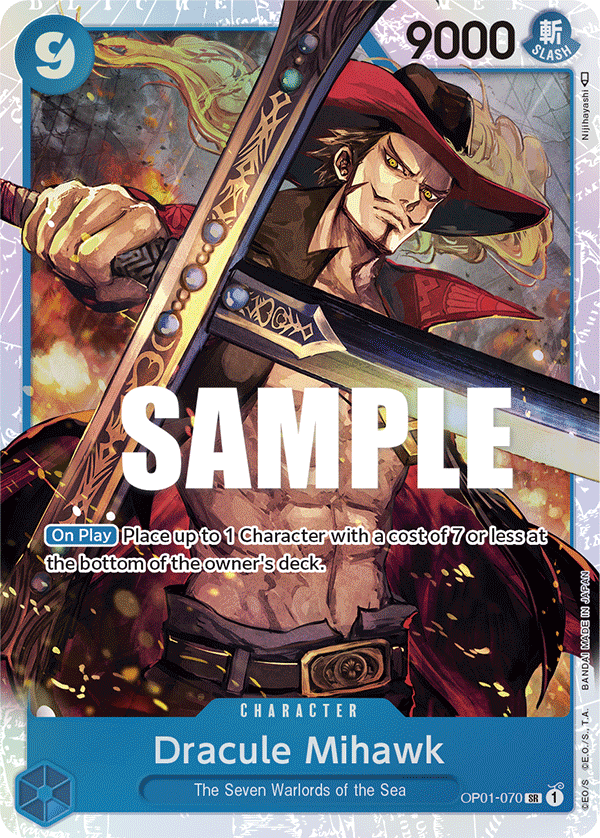 9
9000
斬
SLASH
Nijihayashi
SAMPLE
On Play Place up to 1 Character with a cost of 7 or less at
the bottom of the owner's deck.
BANDAI MADE IN JAPAN
©EO/S ©E.O./S., T.A.
CHARACTER
Dracule Mihawk
The Seven Warlords of the Sea
OP01-070 SR 1